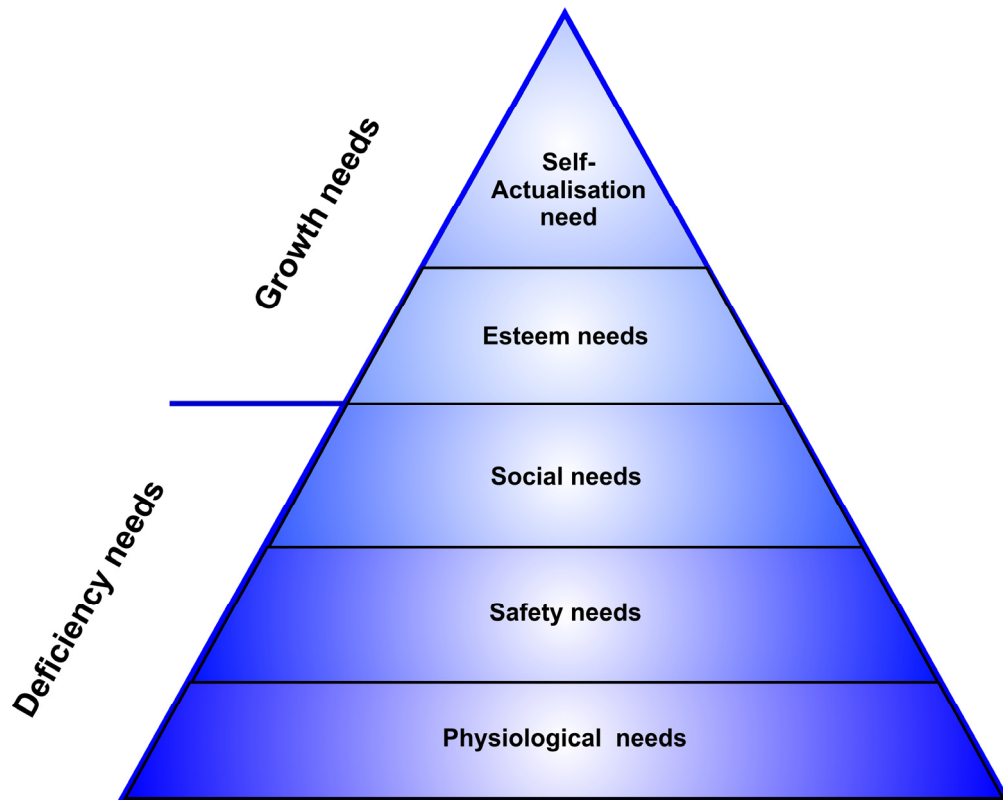 Growth needs
Self-
Actualisation
need
Esteem needs
Deficiency needs
Social needs
Safety needs
Physiological needs